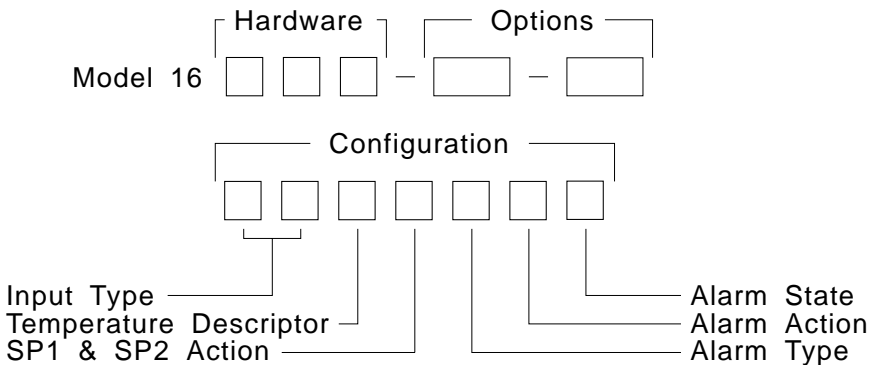 Hardware Options
Model 16 - -
Configuration
Input Type Alarm State
Temperature Descriptor Alarm Action
SP1 & SP2 Action Alarm Type